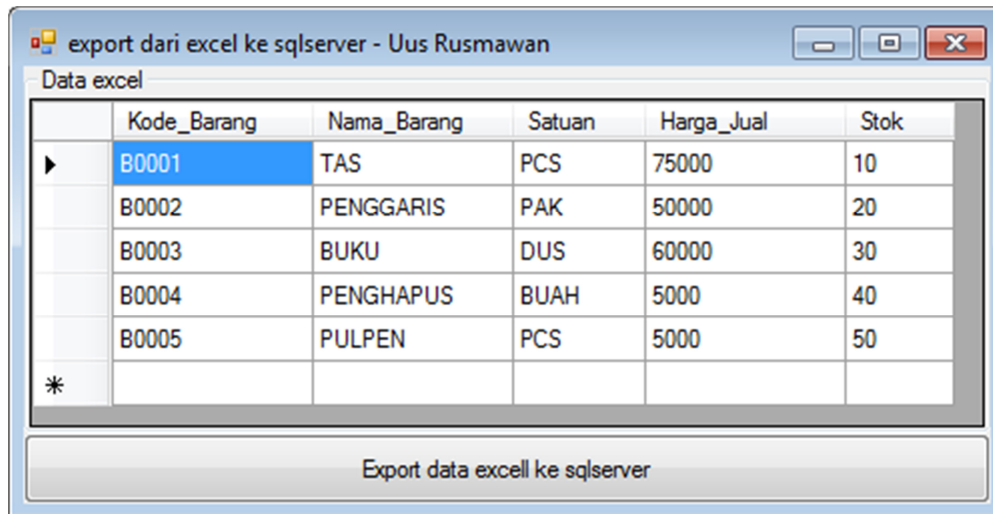 export dari excel ke sqlserver - Uus Rusmawan
Data excel
Kode_Barang Nama_Barang Satuan Harga_Jual Stok
B0001 TAS PCS 75000 10
B0002 PENGGARIS PAK 50000 20
B0003 BUKU DUS 60000 30
B0004 PENGHAPUS BUAH 5000 40
B0005 PULPEN PCS 5000 50
Export data excell ke sqlserver